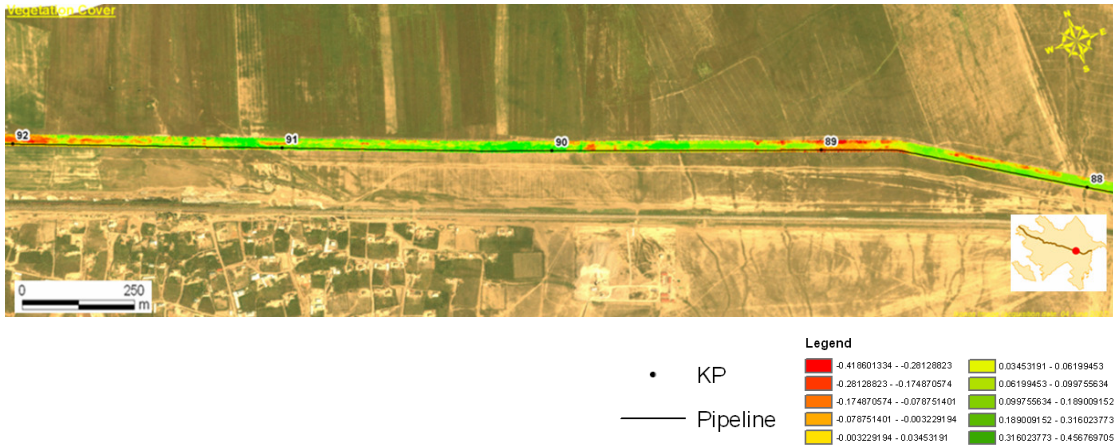 Vegetation Cover
N
W
E
S
92
91
90
89
88
0 250
m
Legend
KP
Pipeline
-0.418601334 - -0.28128823
-0.28128823 - -0.174870574
-0.174870574 - -0.078751401
-0.078751401 - -0.003229194
-0.003229194 - 0.03453191
0.03453191 - 0.06199453
0.06199453 - 0.099755634
0.099755634 - 0.189009152
0.189009152 - 0.316023773
0.316023773 - 0.456769705